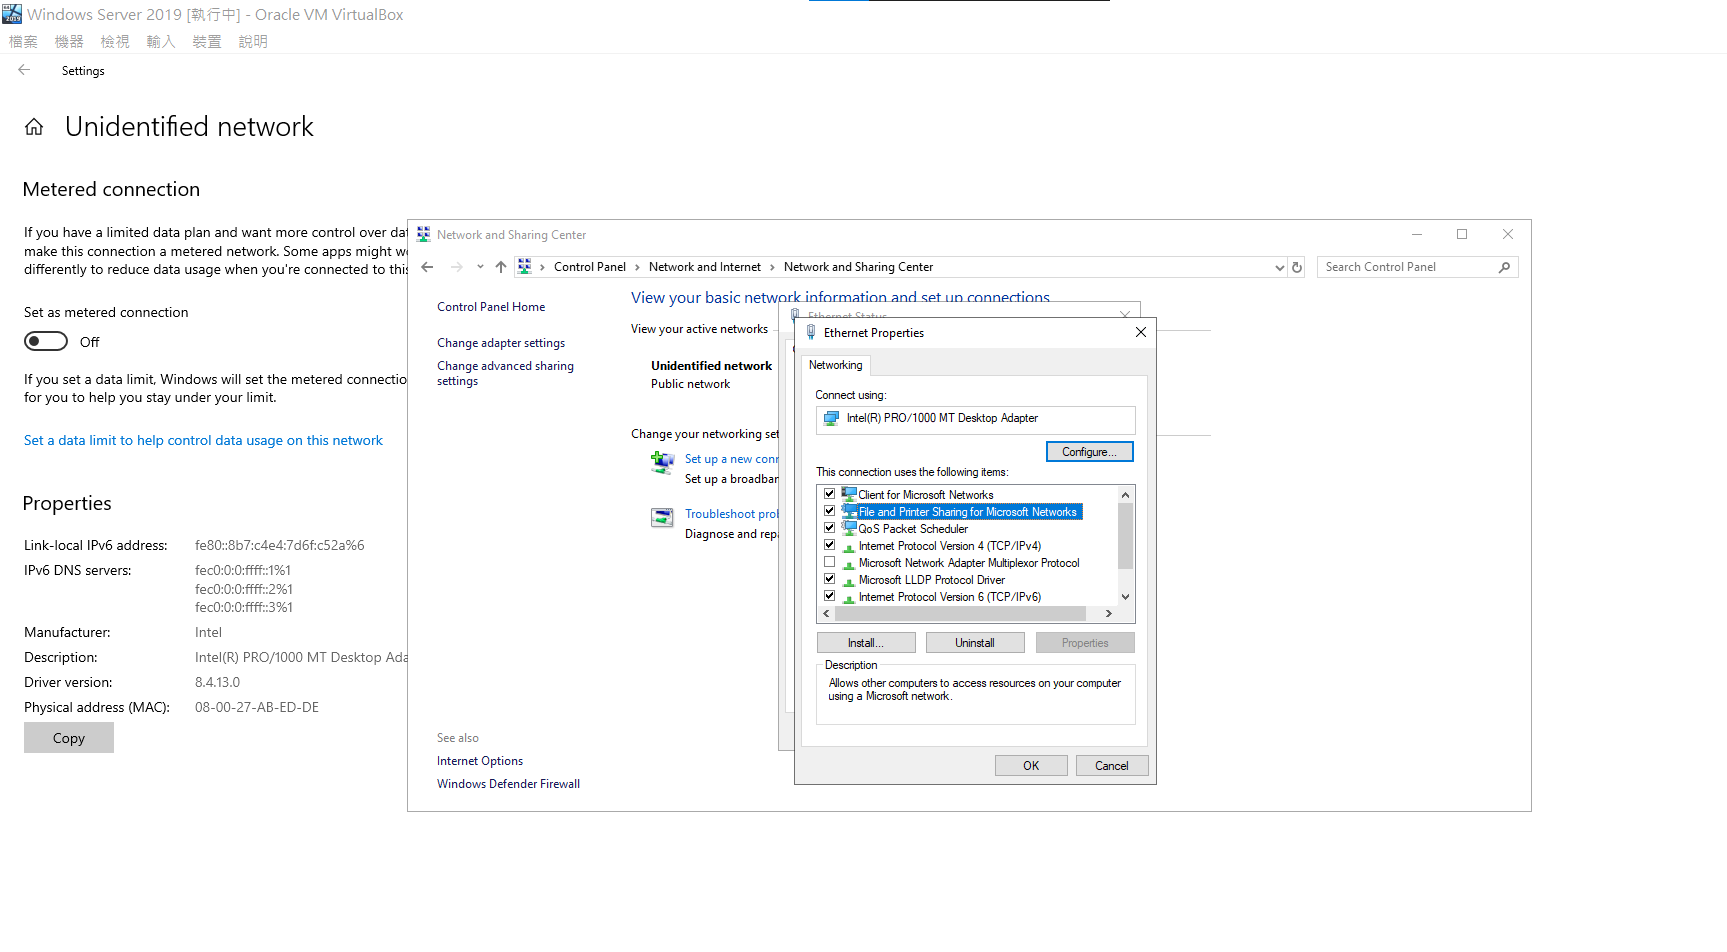 Windows Server 2019 [執行中] - Oracle VM VirtualBox
檔案 機器 檢視 輸入 裝置 說明
Settings
Unidentified network
Metered connection
If you have a limited data plan and want more control over dat
make this connection a metered network. Some apps might wo
differently to reduce data usage when you're connected to this
Set as metered connection
Off
If you set a data limit, Windows will set the metered connectio
for you to help you stay under your limit.
Set a data limit to help control data usage on this network
Properties
Link-local IPv6 address: fe80::8b7:c4e4:7d6f:c52a%6
IPv6 DNS servers: fec0:0:0:ffff::1%1
fec0:0:0:ffff::2%1
fec0:0:0:ffff::3%1
Manufacturer: Intel
Description: Intel(R) PRO/1000 MT Desktop Ada
Driver version: 8.4.13.0
Physical address (MAC): 08-00-27-AB-ED-DE
Copy
Network and Sharing Center
Control Panel > Network and Internet > Network and Sharing Center
Search Control Panel
Control Panel Home
Change adapter settings
Change advanced sharing
settings
See also
Internet Options
Windows Defender Firewall
View your basic network information and set up connections
View your active networks
Unidentified network
Public network
Change your networking set
Set up a new conn
Set up a broadban
Troubleshoot prob
Diagnose and repa
Ethernet Status
Ethernet Properties
Networking
Connect using:
Intel(R) PRO/1000 MT Desktop Adapter
Configure...
This connection uses the following items:
Client for Microsoft Networks
File and Printer Sharing for Microsoft Networks
QoS Packet Scheduler
Internet Protocol Version 4 (TCP/IPv4)
Microsoft Network Adapter Multiplexor Protocol
Microsoft LLDP Protocol Driver
Internet Protocol Version 6 (TCP/IPv6)
Install... Uninstall Properties
Description
Allows other computers to access resources on your computer
using a Microsoft network.
OK Cancel